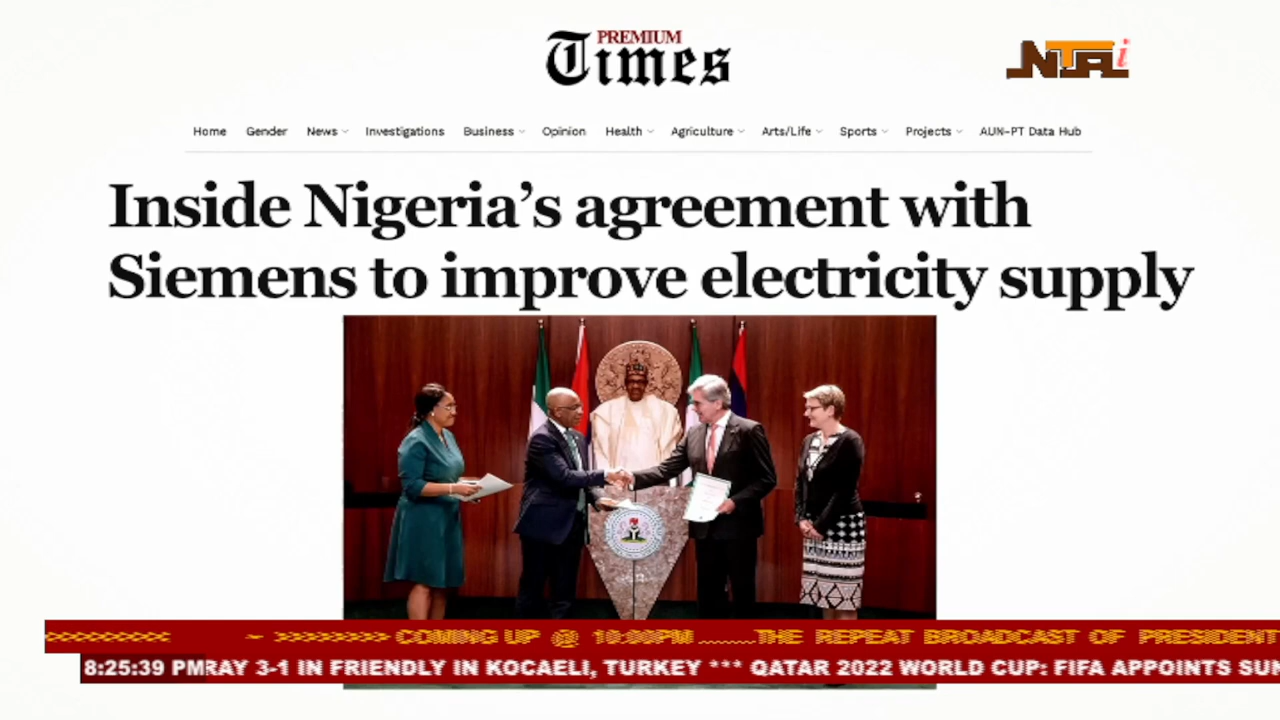 PREMIUM
Times
NTA i
Home Gender News Investigations Business Opinion Health Agriculture Arts/Life Sports Projects AUN-PT Data Hub
Inside Nigeria's agreement with
Siemens to improve electricity supply
<<<<<<<<<< ~ >>>>>>>>>> COMING UP @ 10:00PM ........THE REPEAT BROADCAST OF PRESIDENT
8:25:39 PM RAY 3-1 IN FRIENDLY IN KOCAELI, TURKEY *** QATAR 2022 WORLD CUP: FIFA APPOINTS SUN